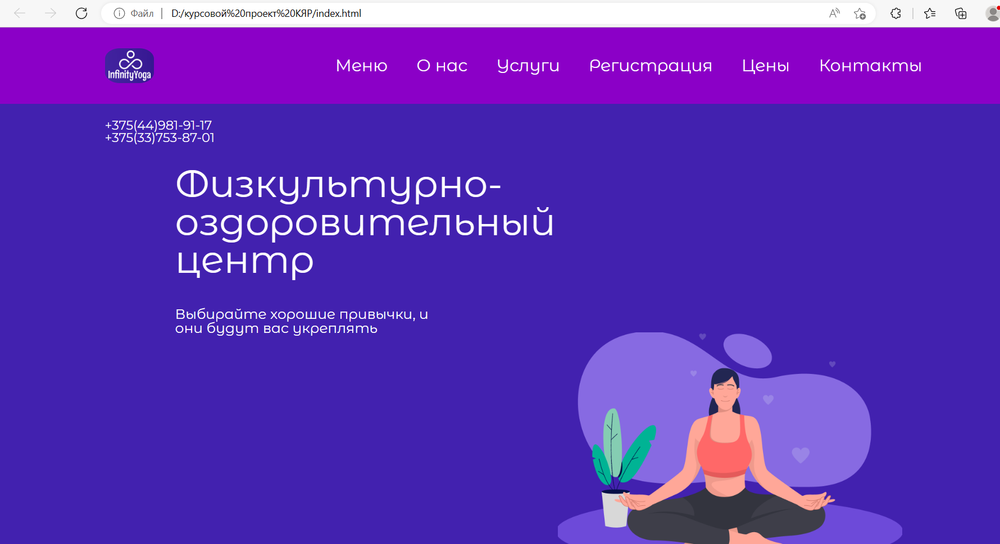 Файл D:/курсовой%20проект%20КЯР/index.html
InfinityYoga
Меню О нас Услуги Регистрация Цены Контакты
+375(44)981-91-17
+375(33)753-87-01
Физкультурно-
оздоровительный
центр
Выбирайте хорошие привычки, и
они будут вас укреплять